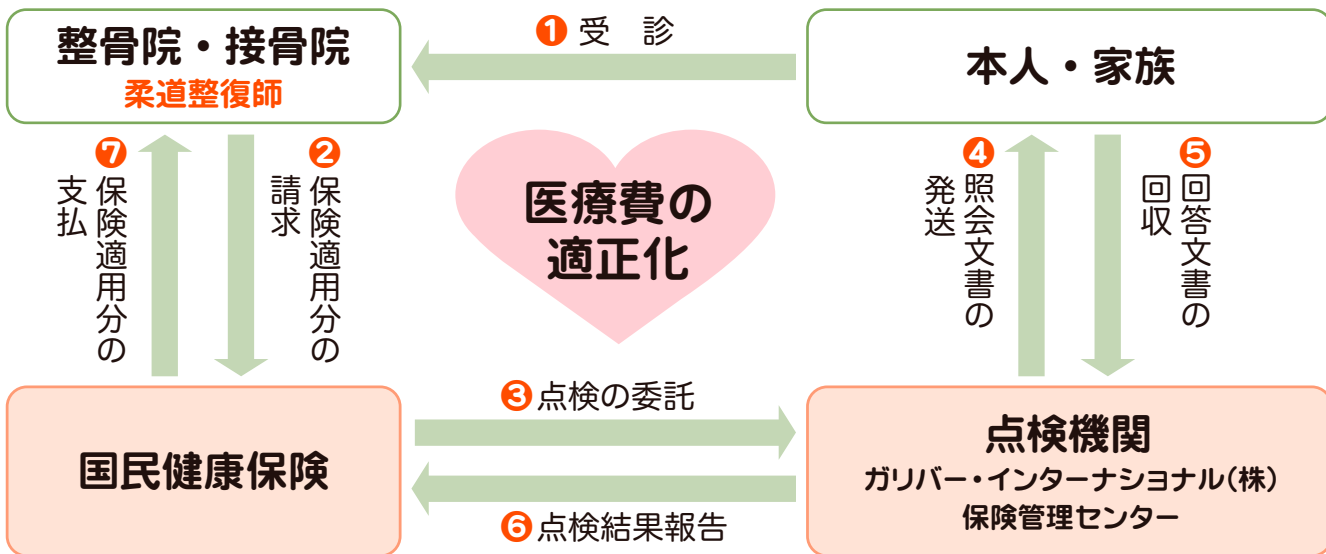 ❶受　診
整骨院・接骨院
柔道整復師
本人・家族
❼保険適用分の
支払
❷保険適用分の
請求
医療費の
適正化
❹照会文書の
発送
❺回答文書の
回収
国民健康保険
❸点検の委託
❻点検結果報告
点検機関
ガリバー・インターナショナル(株)
保険管理センター